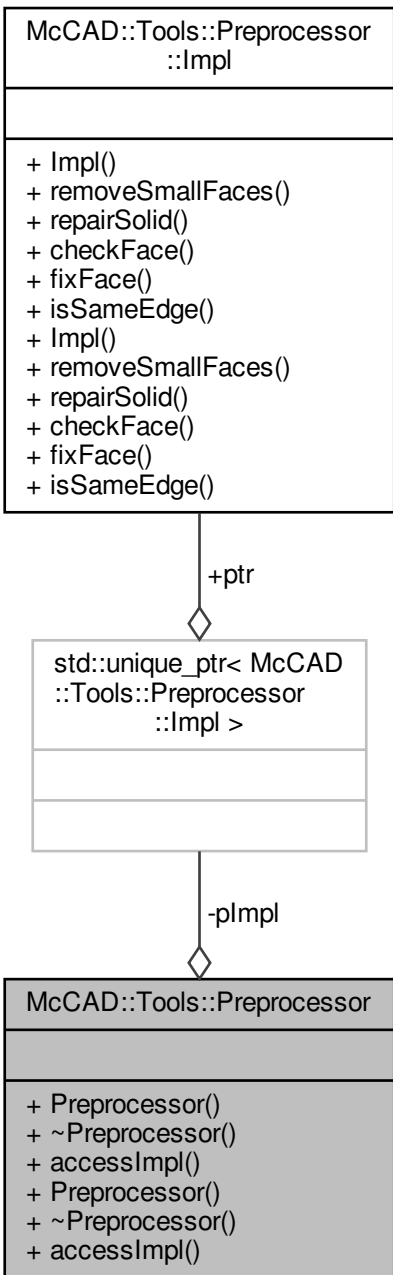 McCAD::Tools::Preprocessor
::Impl
+ Impl()
+ removeSmallFaces()
+ repairSolid()
+ checkFace()
+ fixFace()
+ isSameEdge()
+ Impl()
+ removeSmallFaces()
+ repairSolid()
+ checkFace()
+ fixFace()
+ isSameEdge()
+ptr
std::unique_ptr< McCAD
::Tools::Preprocessor
::Impl >
-pImpl
McCAD::Tools::Preprocessor
+ Preprocessor()
+ ~Preprocessor()
+ accessImpl()
+ Preprocessor()
+ ~Preprocessor()
+ accessImpl()